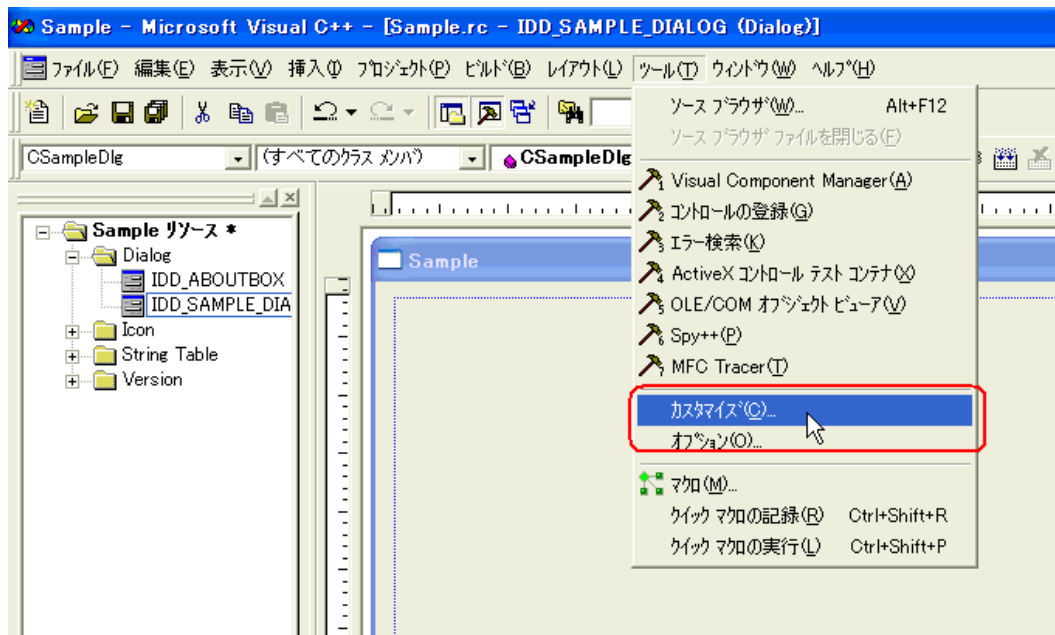 Sample - Microsoft Visual C++ - [Sample.rc - IDD_SAMPLE_DIALOG (Dialog)]
ファイル(F) 編集(E) 表示(V) 挿入(I) プロジェクト(P) ビルド(B) レイアウト(L) ツール(T) ウィンドウ(W) ヘルプ(H)
CSampleDlg (すべてのクラス メンバ) CSampleDlg
Sample リソース *
Dialog
IDD_ABOUTBOX
IDD_SAMPLE_DIA
Icon
String Table
Version
Sample
ソース ブラウザ(W)... Alt+F12
ソース ブラウザ ファイルを閉じる(F)
Visual Component Manager(A)
コントロールの登録(G)
エラー検索(K)
ActiveX コントロール テスト コンテナ(X)
OLE/COM オブジェクト ビューア(V)
Spy++(P)
MFC Tracer(T)
カスタマイズ(C)...
オプション(O)...
マクロ(M)...
クイック マクロの記録(R) Ctrl+Shift+R
クイック マクロの実行(L) Ctrl+Shift+P